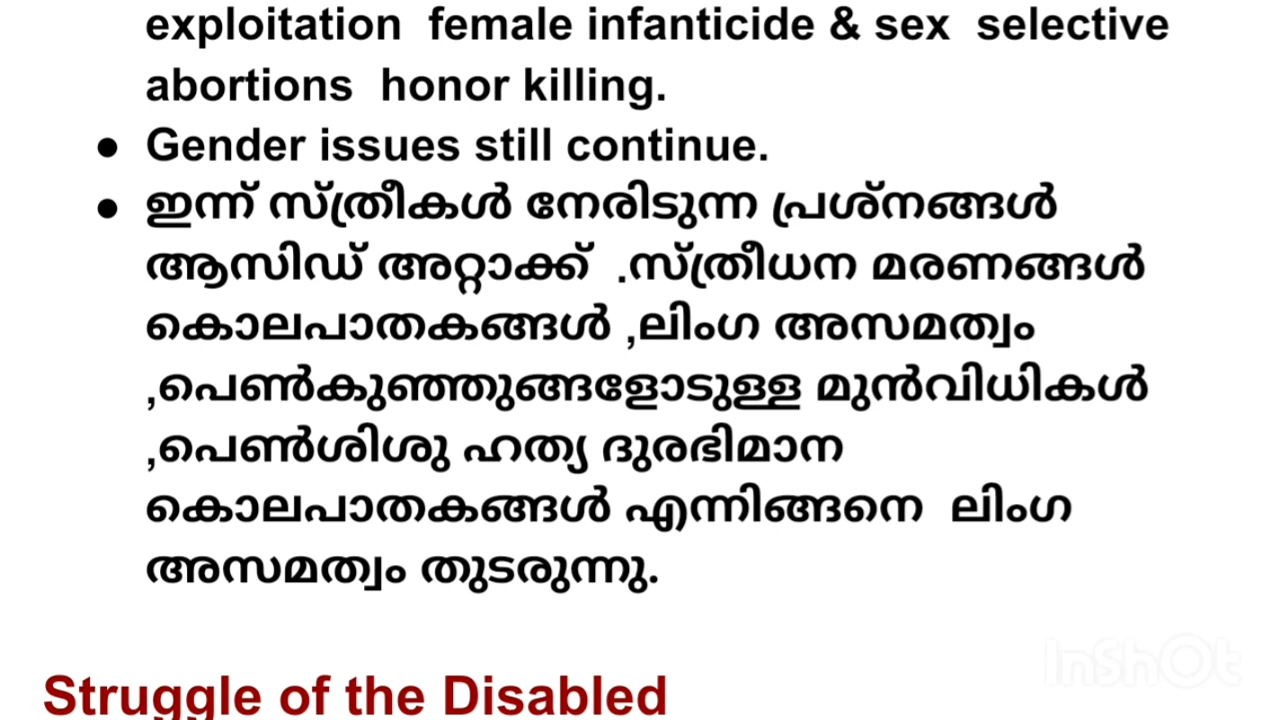 exploitation  female infanticide & sex  selective
abortions  honor killing.
● Gender issues still continue.
● ഇന്ന് സ്ത്രീകൾ നേരിടുന്ന പ്രശ്നങ്ങൾ
ആസിഡ് അറ്റാക്ക്  .സ്ത്രീധന മരണങ്ങൾ
കൊലപാതകങ്ങൾ ,ലിംഗ അസമത്വം
,പെൺകുഞ്ഞുങ്ങളോടുള്ള മുൻവിധികൾ
,പെൺശിശു ഹത്യ ദുരഭിമാന
കൊലപാതകങ്ങൾ എന്നിങ്ങനെ  ലിംഗ
അസമത്വം തുടരുന്നു.
InShOt
Struggle of the Disabled